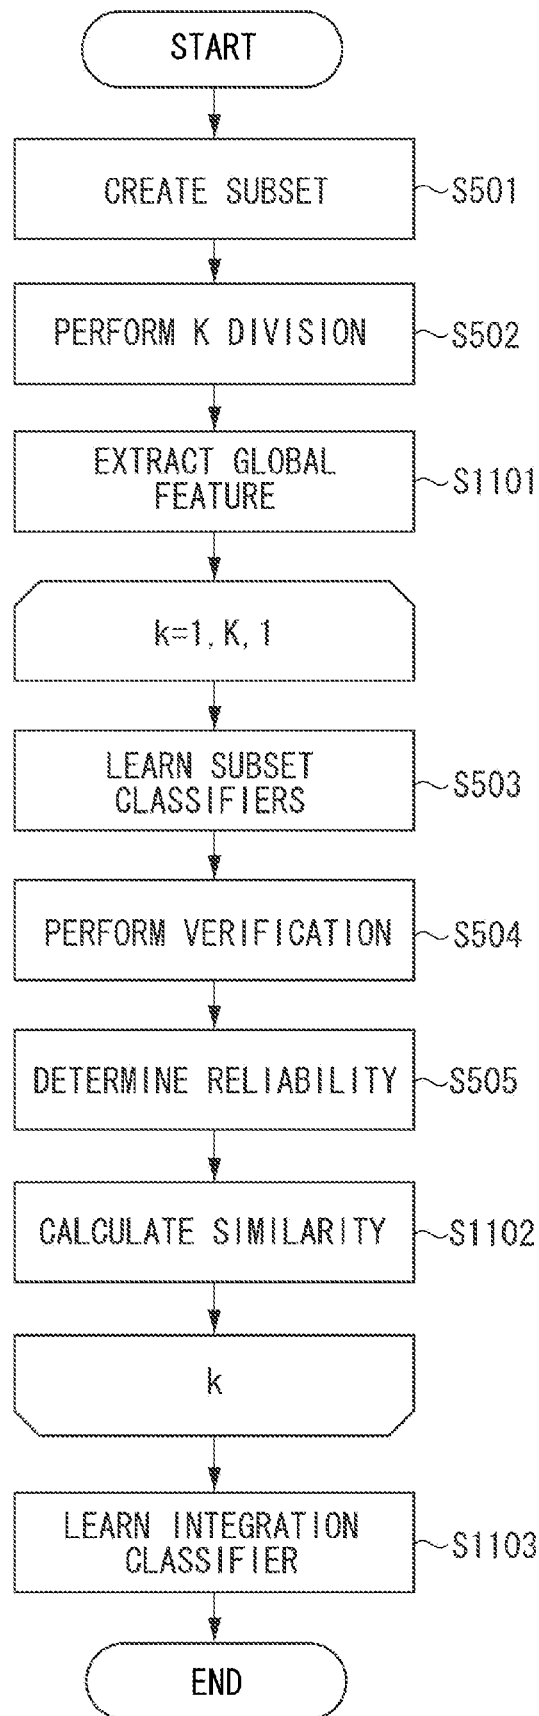 START
CREATE SUBSET
S501
PERFORM K DIVISION
S502
EXTRACT GLOBAL
FEATURE
S1101
k=1, K, 1
LEARN SUBSET
CLASSIFIERS
S503
PERFORM VERIFICATION
S504
DETERMINE RELIABILITY
S505
CALCULATE SIMILARITY
S1102
k
LEARN INTEGRATION
CLASSIFIER
S1103
END